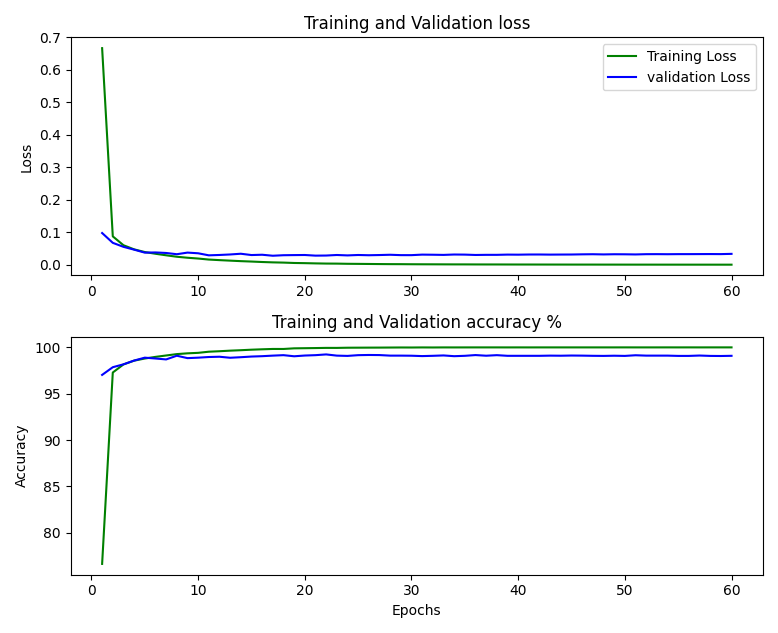 Training and Validation loss
0.7
0.6
0.5
0.4
0.3
0.2
0.1
0.0
Loss
Training Loss
validation Loss
0 10 20 30 40 50 60
Training and Validation accuracy %
100
95
90
85
80
Accuracy
0 10 20 30 40 50 60
Epochs